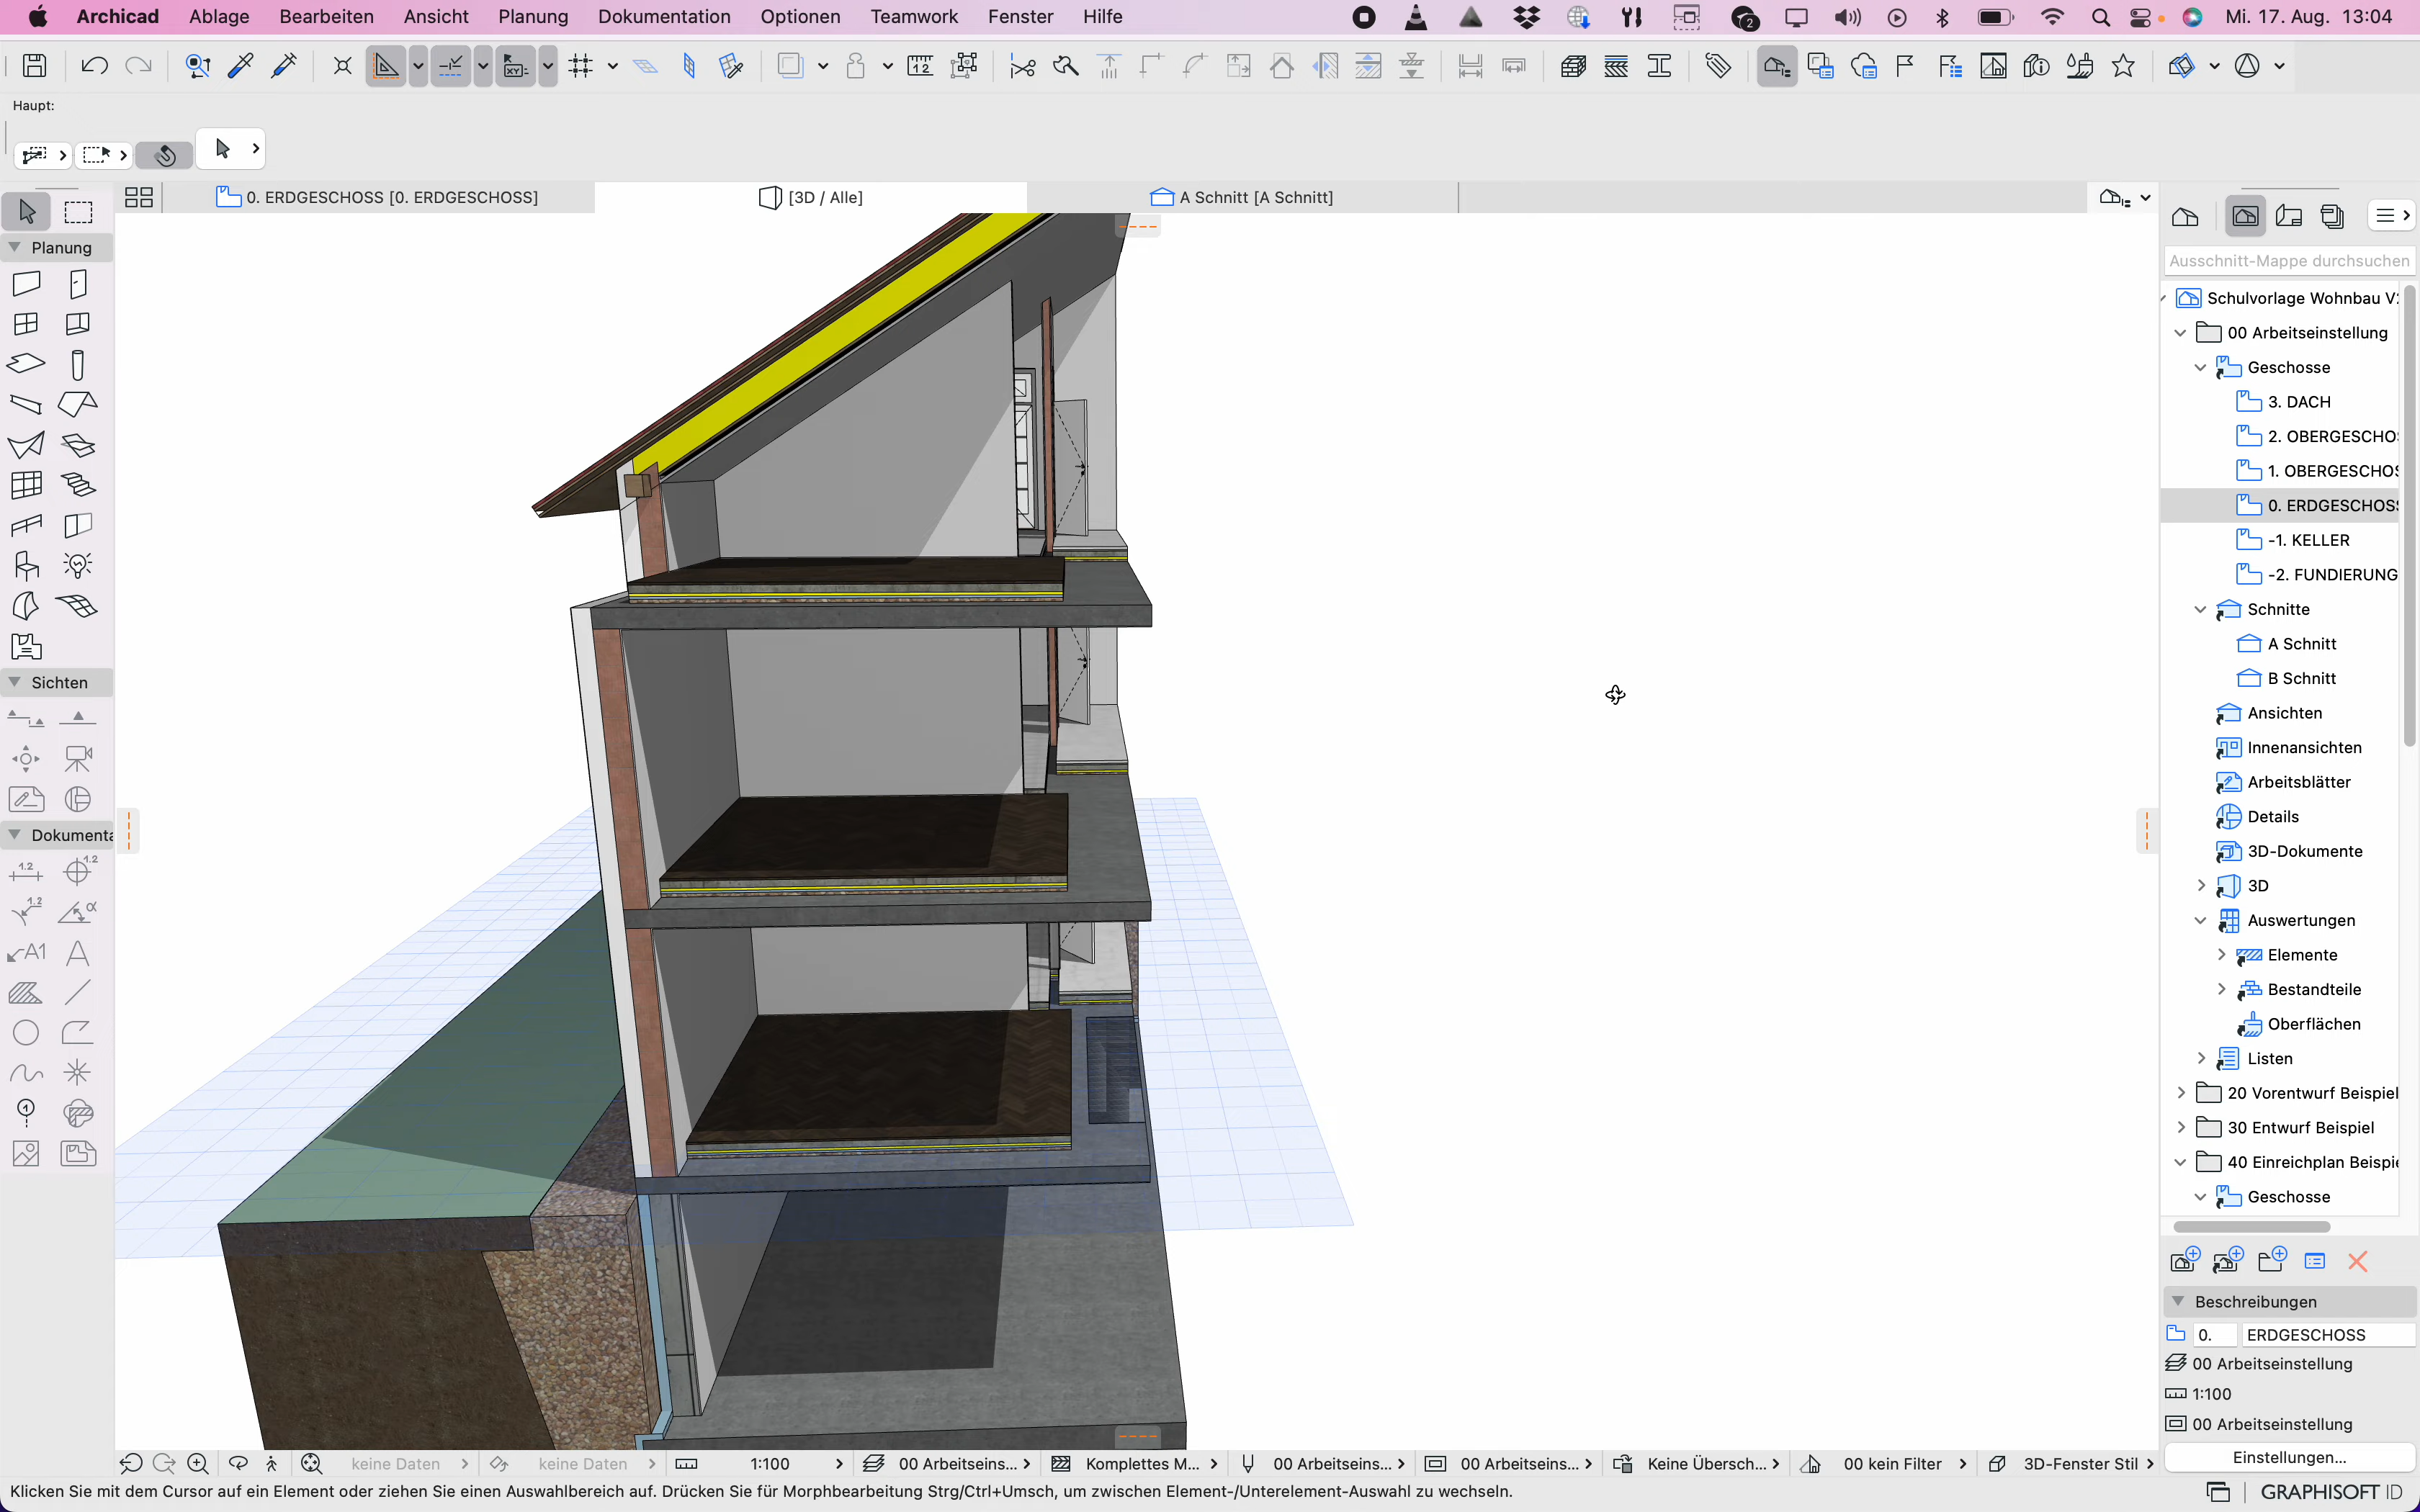 Archicad Ablage Bearbeiten Ansicht Planung Dokumentation Optionen Teamwork Fenster Hilfe 2 Mi. 17. Aug. 13:04
Haupt:
0. ERDGESCHOSS [0. ERDGESCHOSS]
[3D / Alle]
A Schnitt [A Schnitt]
Planung
Sichten
Dokumenta
Ausschnitt-Mappe durchsuchen
Schulvorlage Wohnbau V
00 Arbeitseinstellung
Geschosse
3. DACH
2. OBERGESCHO
1. OBERGESCHOS
0. ERDGESCHOSS
-1. KELLER
-2. FUNDIERUNG
Schnitte
A Schnitt
B Schnitt
Ansichten
Innenansichten
Arbeitsblätter
Details
3D-Dokumente
3D
Auswertungen
Elemente
Bestandteile
Oberflächen
Listen
20 Vorentwurf Beispiel
30 Entwurf Beispiel
40 Einreichplan Beispie
Geschosse
Beschreibungen
0. ERDGESCHOSS
00 Arbeitseinstellung
1:100
00 Arbeitseinstellung
Einstellungen...
keine Daten
keine Daten
1:100
00 Arbeitseins...
Komplettes M...
00 Arbeitseins...
00 Arbeitseins...
Keine Übersch...
00 kein Filter
3D-Fenster Stil
Klicken Sie mit dem Cursor auf ein Element oder ziehen Sie einen Auswahlbereich auf. Drücken Sie für Morphbearbeitung Strg/Ctrl+Umsch, um zwischen Element-/Unterelement-Auswahl zu wechseln.
GRAPHISOFT ID